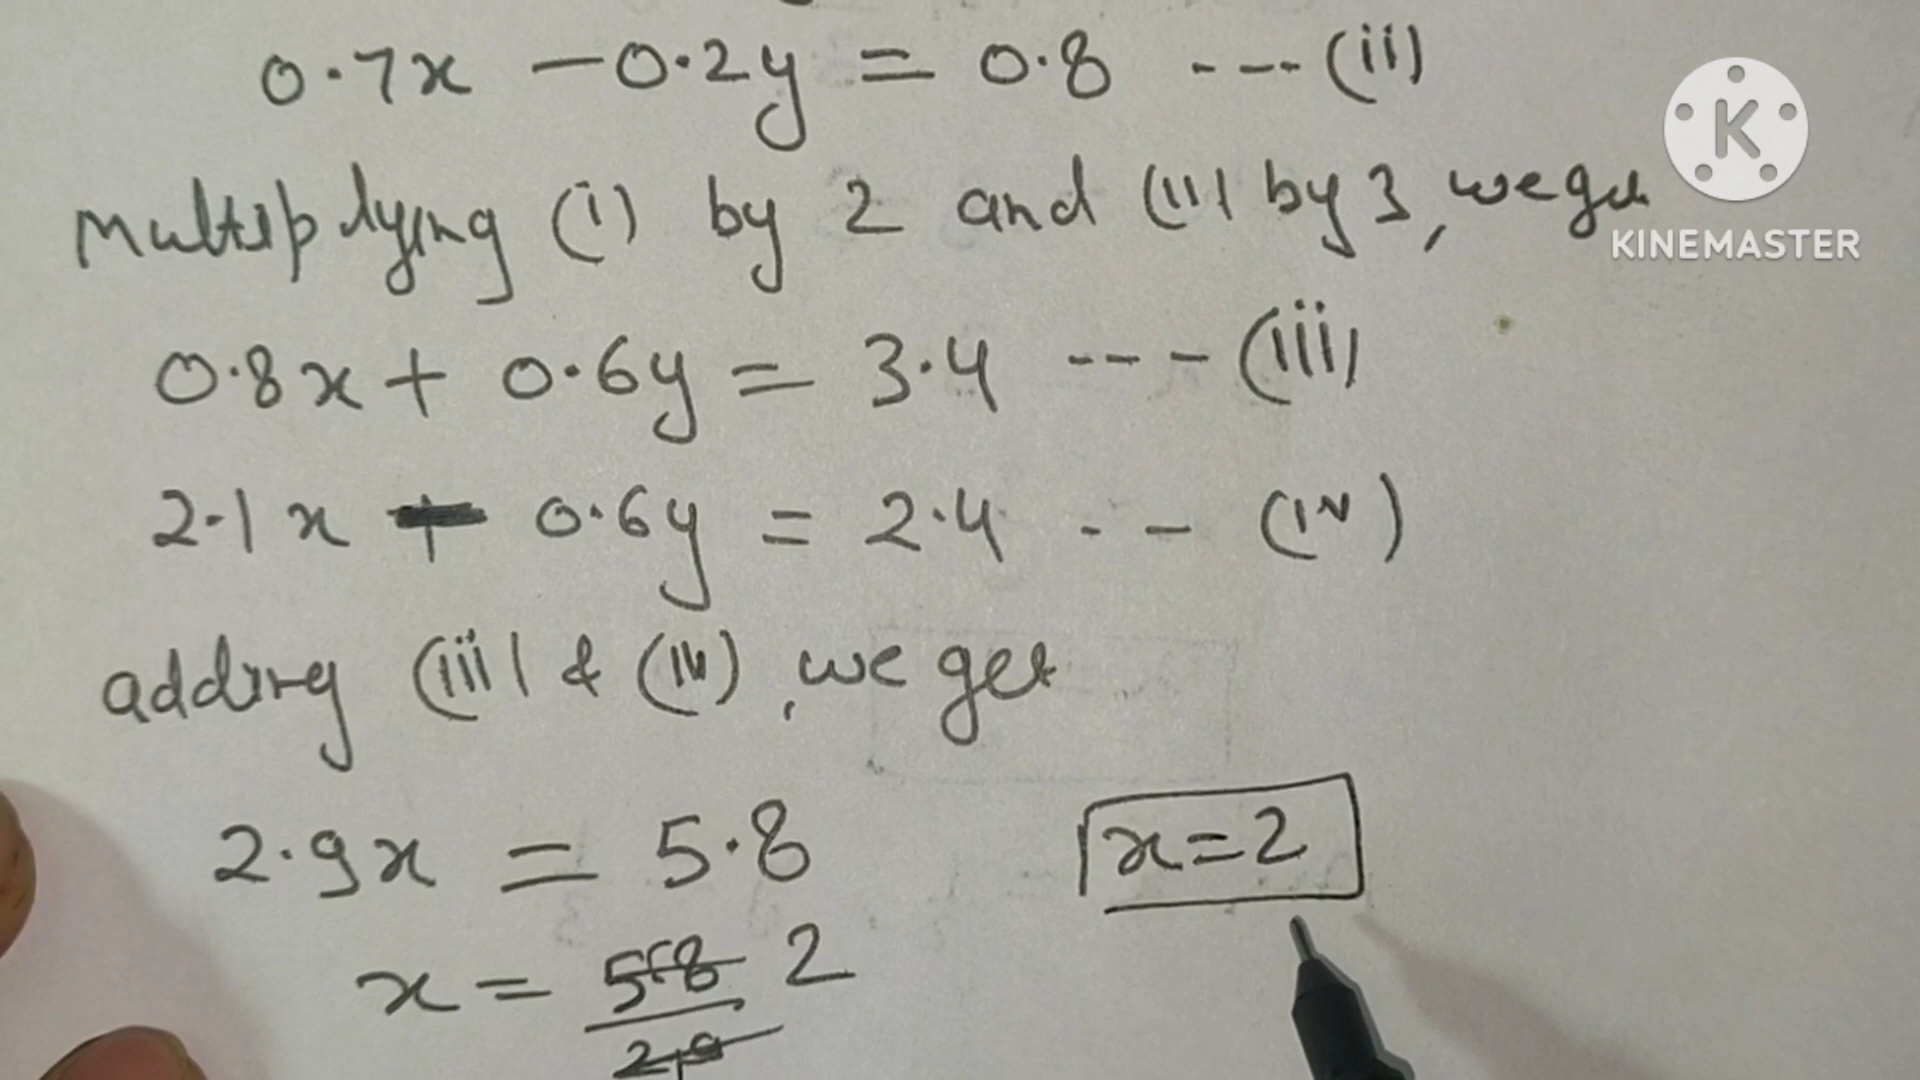 0.7x - 0.2y = 0.8 --- (ii)
Multiplying (i) by 2 and (ii) by 3, we get
K
KINEMASTER
0.8x + 0.6y = 3.4 --- (iii)
2.1x - 0.6y = 2.4 -- (iv)
adding (iii) & (iv), we get
2.9x = 5.8
x = 2
x = 5.8/2.9 2